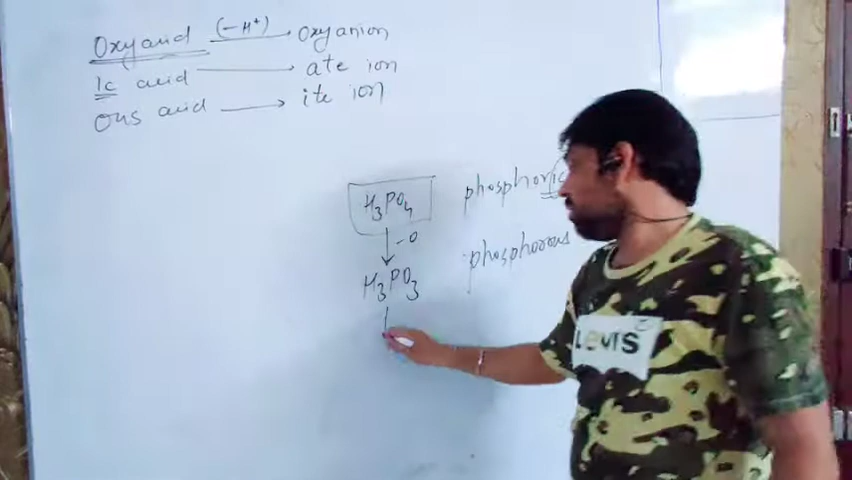 Oxyacid (-H⁺) → Oxyanion
Ic acid → ate ion
Ous acid → ite ion
H₃PO₄ phosphoric
-O
H₃PO₃ phosphorous
Levis